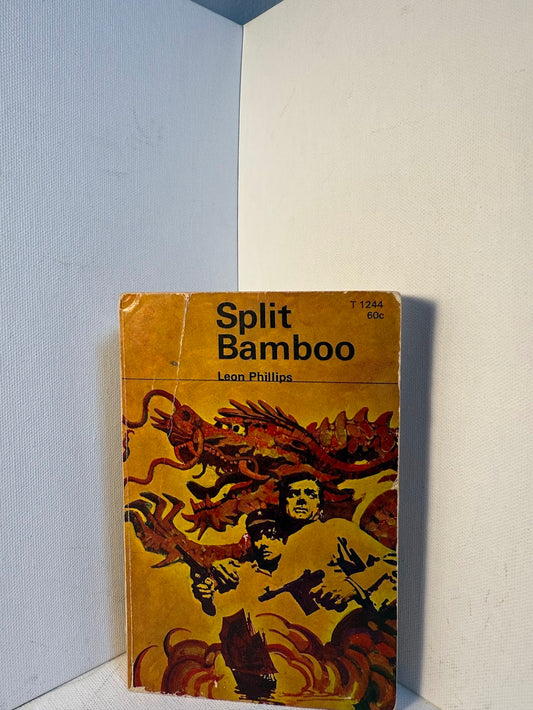 T 1244
60c
Split
Bamboo
Leon Phillips